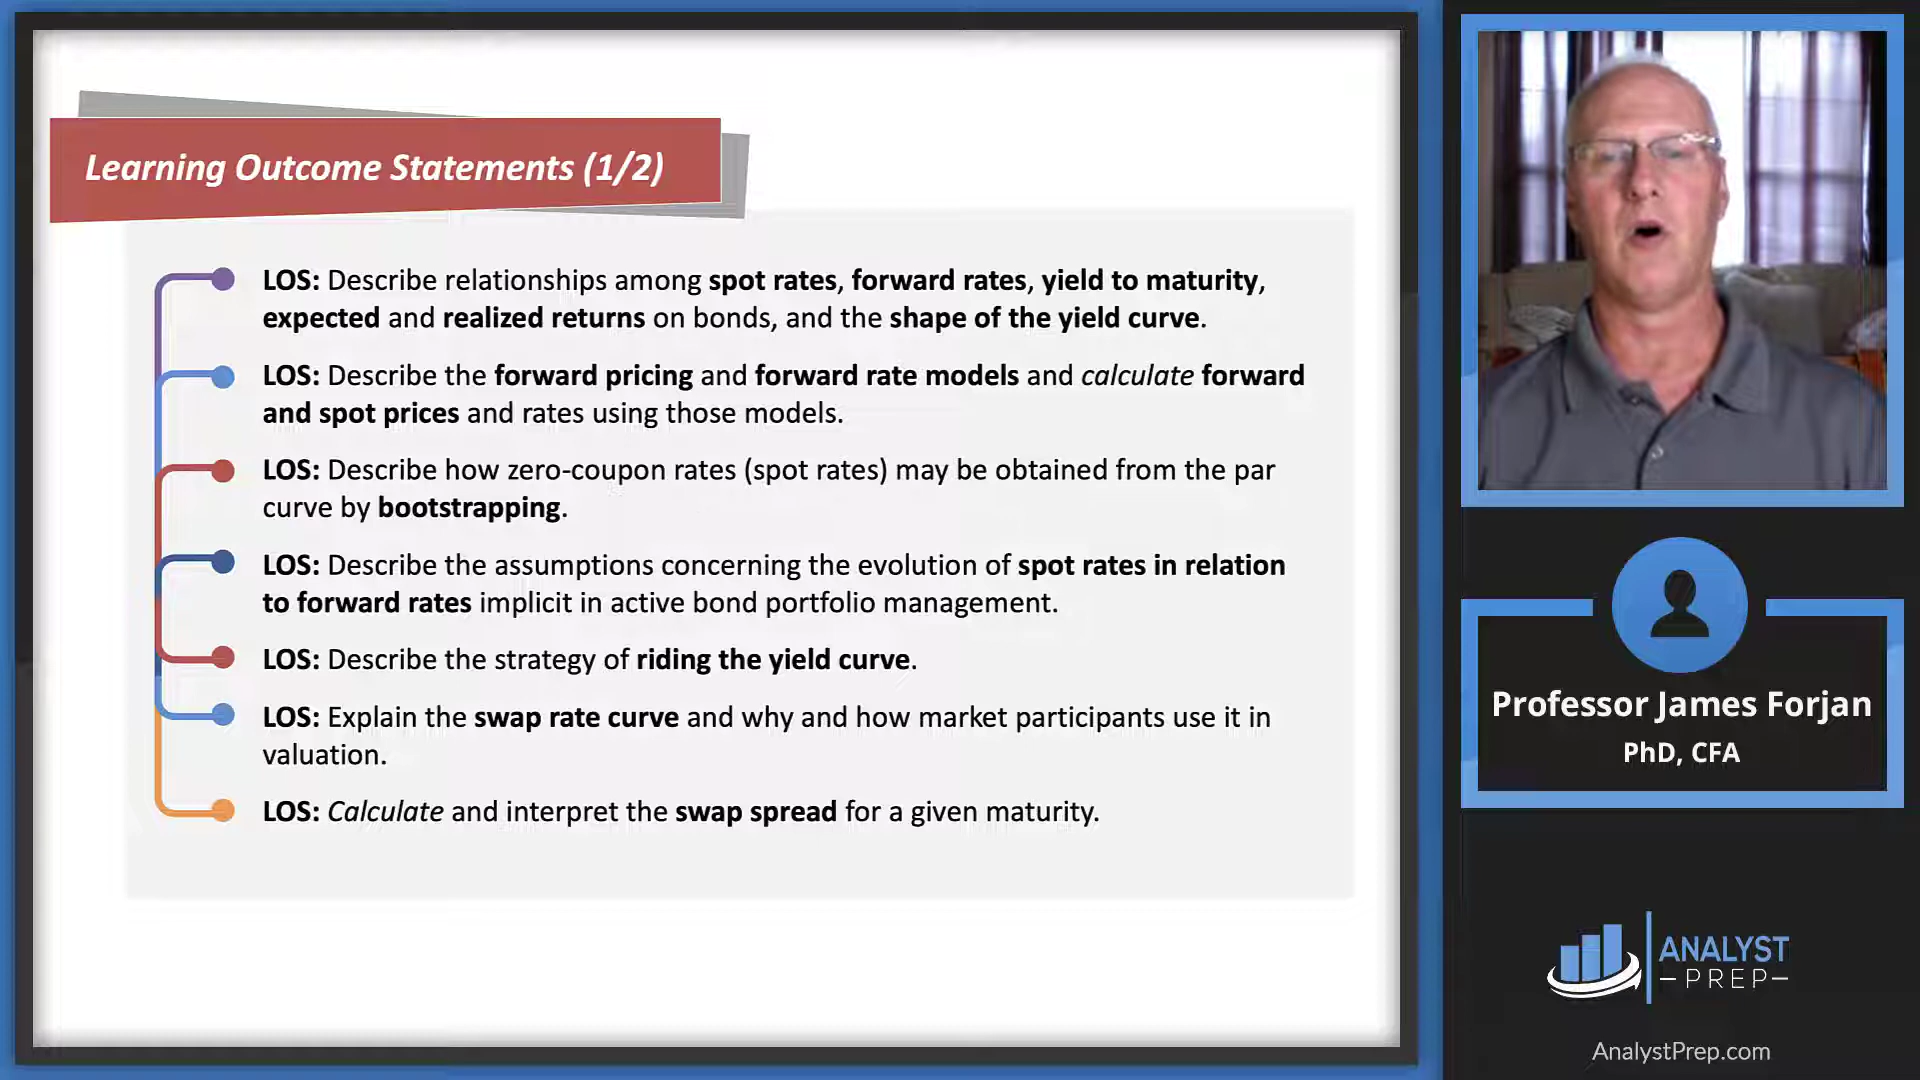 Learning Outcome Statements (1/2)
LOS: Describe relationships among spot rates, forward rates, yield to maturity,
expected and realized returns on bonds, and the shape of the yield curve.
LOS: Describe the forward pricing and forward rate models and calculate forward
and spot prices and rates using those models.
LOS: Describe how zero-coupon rates (spot rates) may be obtained from the par
curve by bootstrapping.
LOS: Describe the assumptions concerning the evolution of spot rates in relation
to forward rates implicit in active bond portfolio management.
LOS: Describe the strategy of riding the yield curve.
LOS: Explain the swap rate curve and why and how market participants use it in
valuation.
LOS: Calculate and interpret the swap spread for a given maturity.
Professor James Forjan
PhD, CFA
ANALYST
PREP
AnalystPrep.com